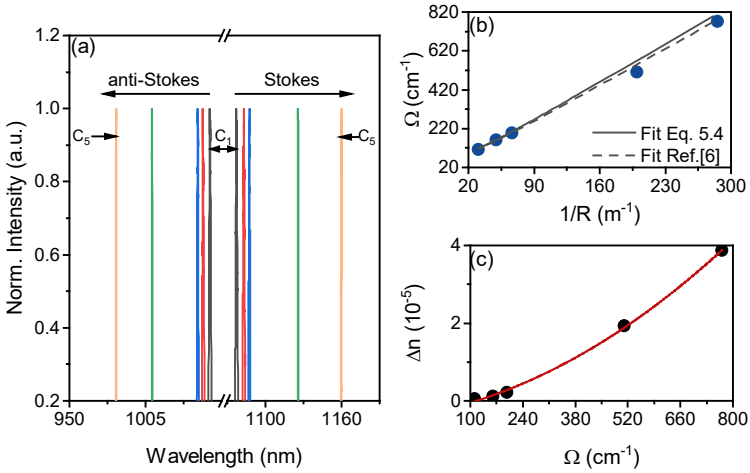 (a)
1.2
1.0
0.8
0.6
0.4
0.2
Norm. Intensity (a.u.)
anti-Stokes
Stokes
C₅
C₁
C₅
950
1005
1100
1160
Wavelength (nm)
(b)
820
620
420
220
20
Ω (cm⁻¹)
Fit Eq. 5.4
Fit Ref.[6]
20
90
160
230
300
1/R (m⁻¹)
(c)
4
2
0
Δn (10⁻⁵)
100
240
380
520
660
800
Ω (cm⁻¹)